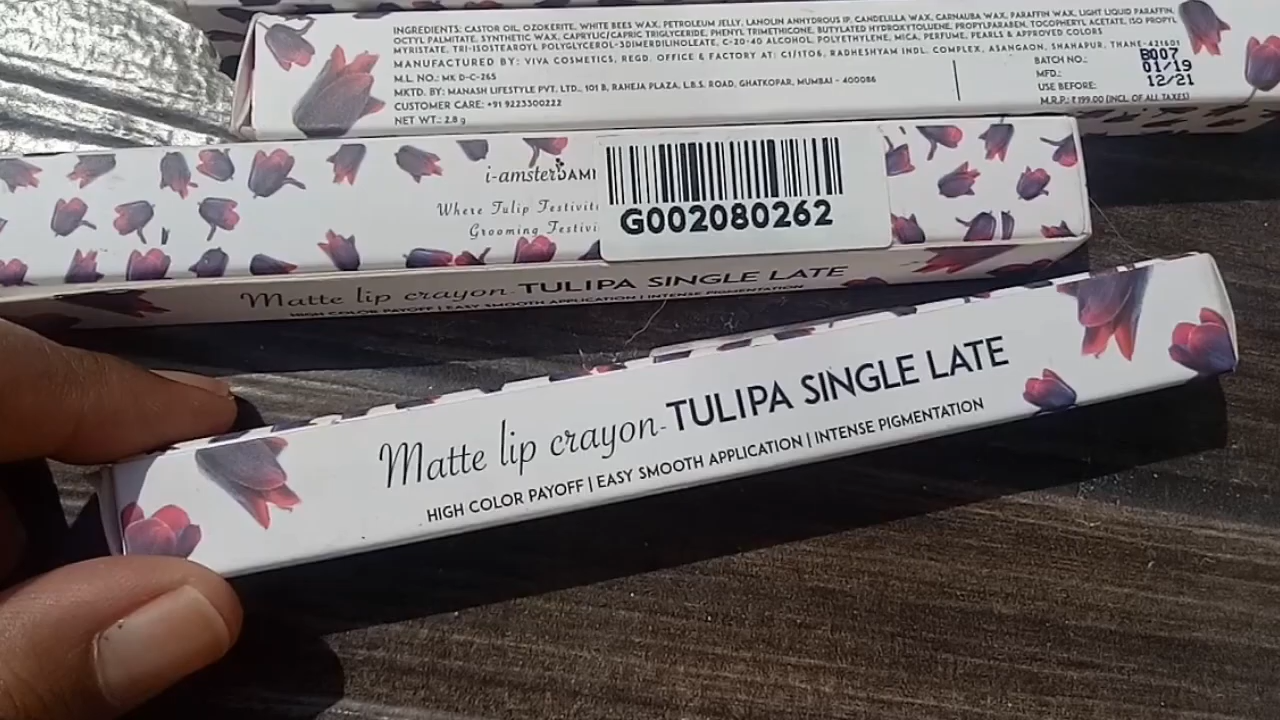 INGREDIENTS: CASTOR OIL, OZOKERITE, WHITE BEES WAX, PETROLEUM JELLY, LANOLIN ANHYDROUS IP, CANDELILLA WAX, CARNAUBA WAX, PARAFFIN WAX, LIGHT LIQUID PARAFFIN,
OCTYL PALMITATE, SYNTHETIC WAX, CAPRYLIC/CAPRIC TRIGLYCERIDE, PHENYL TRIMETHICONE, BUTYLATED HYDROXYTOLUENE, PROPYLPARABEN, TOCOPHERYL ACETATE, ISO PROPYL
MYRISTATE, TRI-ISOSTEAROYL POLYGLYCEROL-3DIMERDILINOLEATE, C-20-40 ALCOHOL, POLYETHYLENE, MICA, PERFUME, PEARLS & APPROVED COLORS
MANUFACTURED BY: VIVA COSMETICS, REGD. OFFICE & FACTORY AT: C1/1T06, RADHESHYAM INDL. COMPLEX, ASANGAON, SHAHAPUR, THANE-421601
M.L. NO.: MK D-C-265
MKTD. BY: MANASH LIFESTYLE PVT. LTD., 101 B, RAHEJA PLAZA, L.B.S. ROAD, GHATKOPAR, MUMBAI - 400086
CUSTOMER CARE: +91 9223300222
NET WT.: 2.8 g
BATCH NO.: B007
MFD.: 01/19
USE BEFORE: 12/21
M.R.P.: ₹ 199.00 (INCL. OF ALL TAXES)
i-amsterDAM
Where Tulip Festiviti
Grooming Festivi
G002080262
Matte lip crayon-TULIPA SINGLE LATE
HIGH COLOR PAYOFF | EASY SMOOTH APPLICATION | INTENSE PIGMENTATION
Matte lip crayon-TULIPA SINGLE LATE
HIGH COLOR PAYOFF | EASY SMOOTH APPLICATION | INTENSE PIGMENTATION